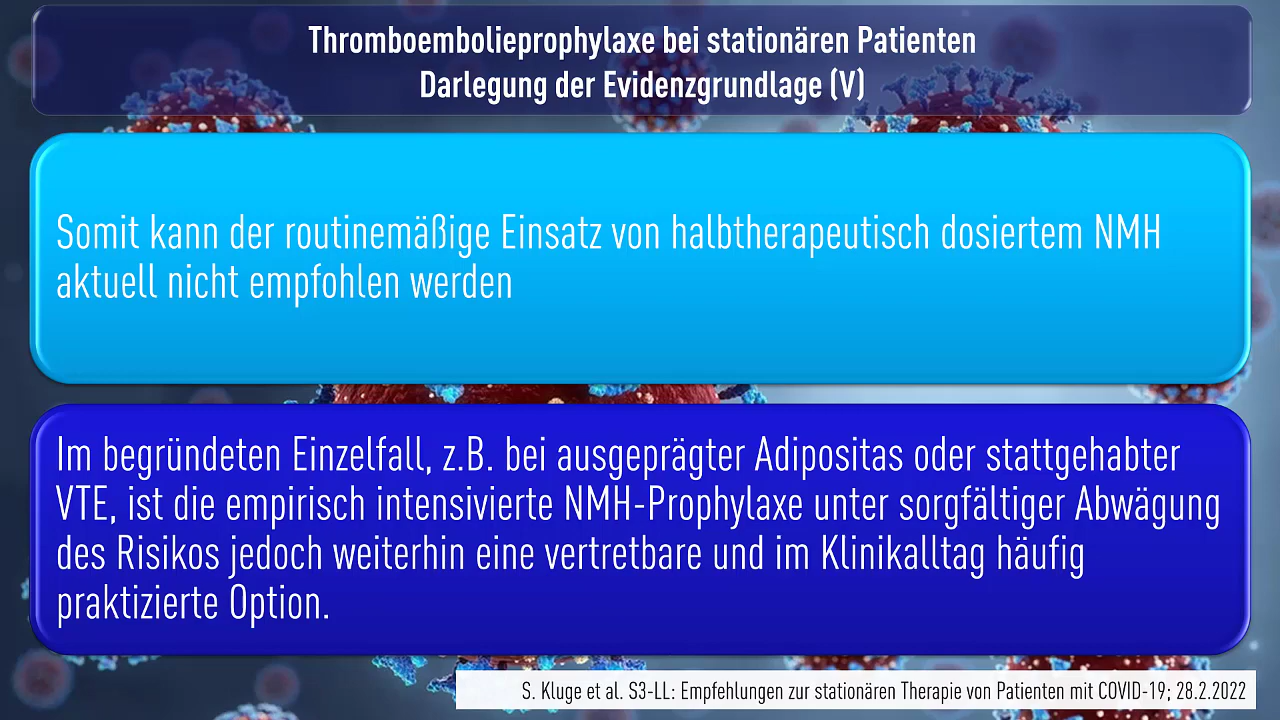 Thromboembolieprophylaxe bei stationären Patienten
Darlegung der Evidenzgrundlage (V)
Somit kann der routinemäßige Einsatz von halbtherapeutisch dosiertem NMH
aktuell nicht empfohlen werden
Im begründeten Einzelfall, z.B. bei ausgeprägter Adipositas oder stattgehabter
VTE, ist die empirisch intensivierte NMH-Prophylaxe unter sorgfältiger Abwägung
des Risikos jedoch weiterhin eine vertretbare und im Klinikalltag häufig
praktizierte Option.
S. Kluge et al. S3-LL: Empfehlungen zur stationären Therapie von Patienten mit COVID-19; 28.2.2022